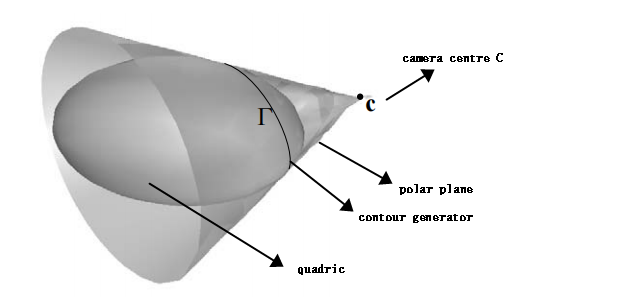 camera centre C
c
Γ
polar plane
contour generator
quadric